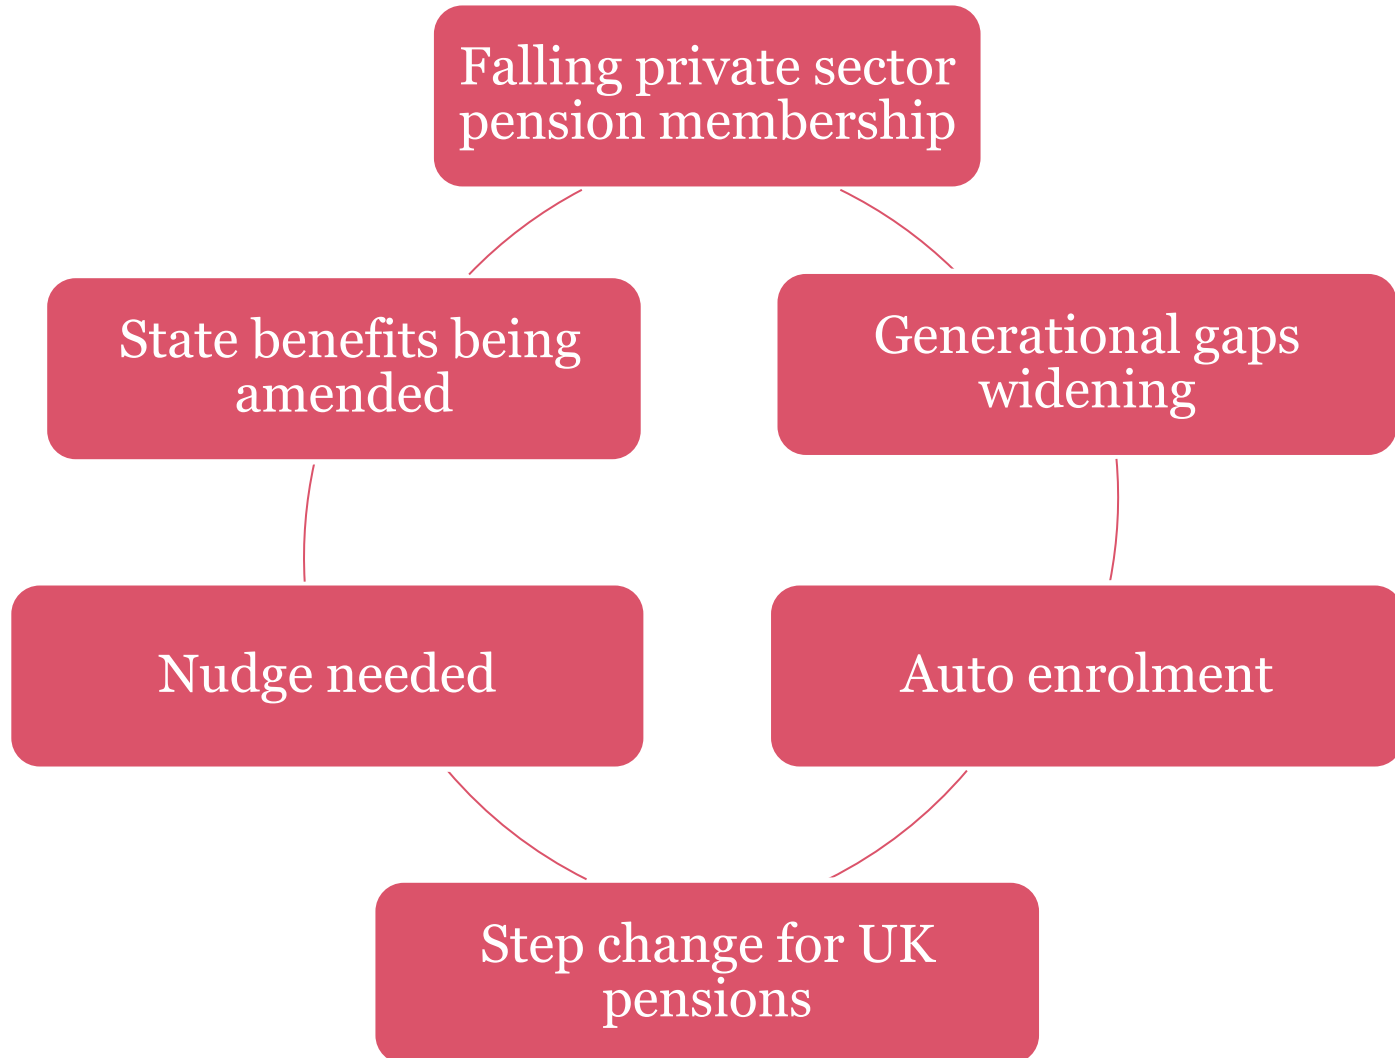 Falling private sector
pension membership
State benefits being
amended
Generational gaps
widening
Nudge needed
Auto enrolment
Step change for UK
pensions